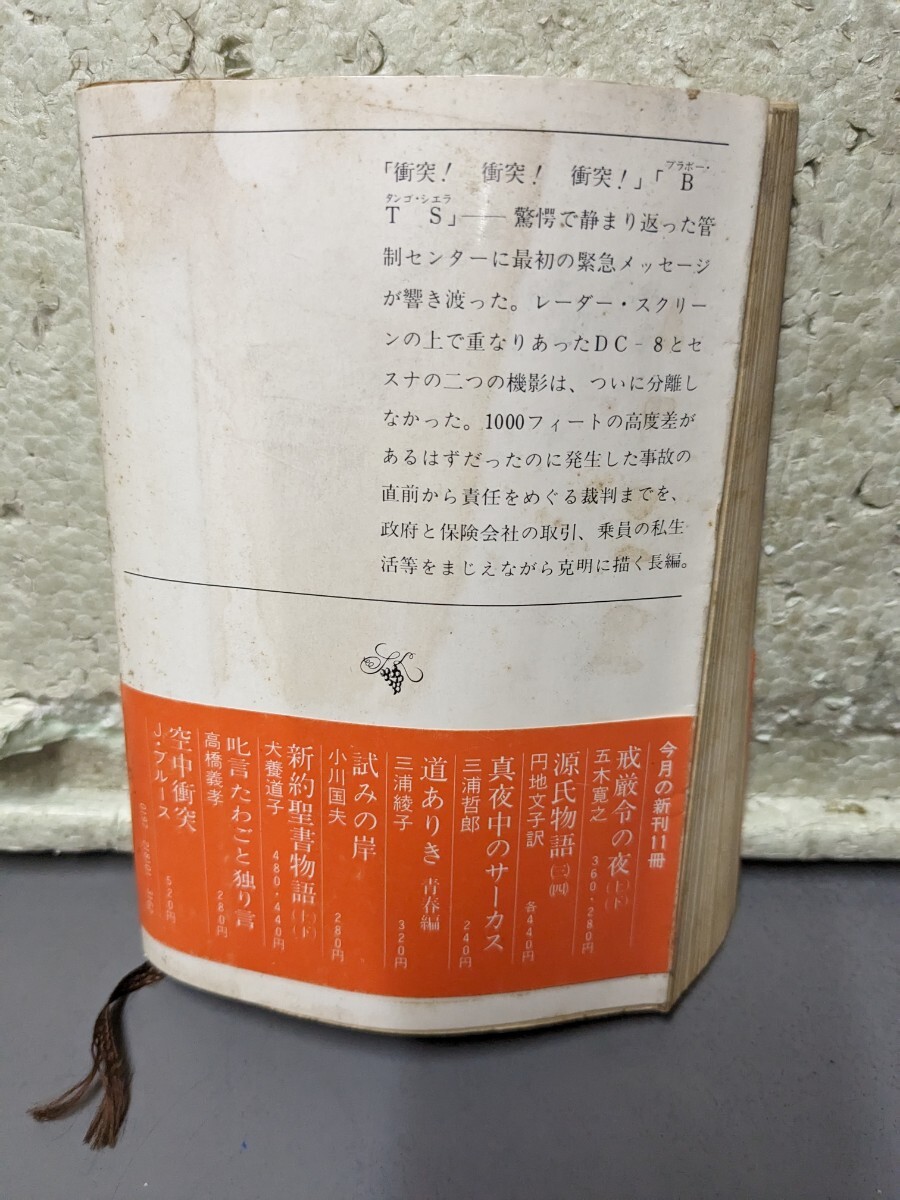 「衝突！　衝突！　衝突！」「B
ブラボー・
タンゴ・シエラ
T　S」――驚愕で静まり返った管
制センターに最初の緊急メッセージ
が響き渡った。レーダー・スクリー
ンの上で重なりあったDC-8とセ
スナの二つの機影は、ついに分離し
なかった。1000フィートの高度差が
あるはずだったのに発生した事故の
直前から責任をめぐる裁判までを、
政府と保険会社の取引、乗員の私生
活等をまじえながら克明に描く長編。
今月の新刊11冊
戒厳令の夜（上）（下）
五木寛之　360・280円
源氏物語（三）（四）
円地文子訳　各440円
真夜中のサーカス
三浦哲郎　240円
道ありき　青春編
三浦綾子　320円
試みの岸
小川国夫　280円
新約聖書物語（上）（下）
犬養道子　480・440円
叱言たわごと独り言
高橋義孝　280円
空中衝突
J・ブルース　520円